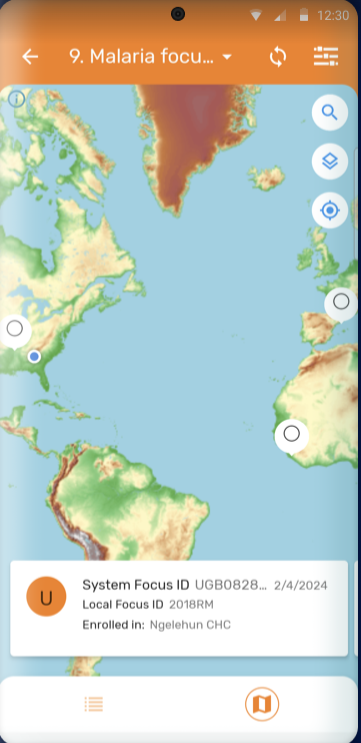 12:30
9. Malaria focu...
System Focus ID UGB0828... 2/4/2024
U
Local Focus ID 2018RM
Enrolled in: Ngelehun CHC